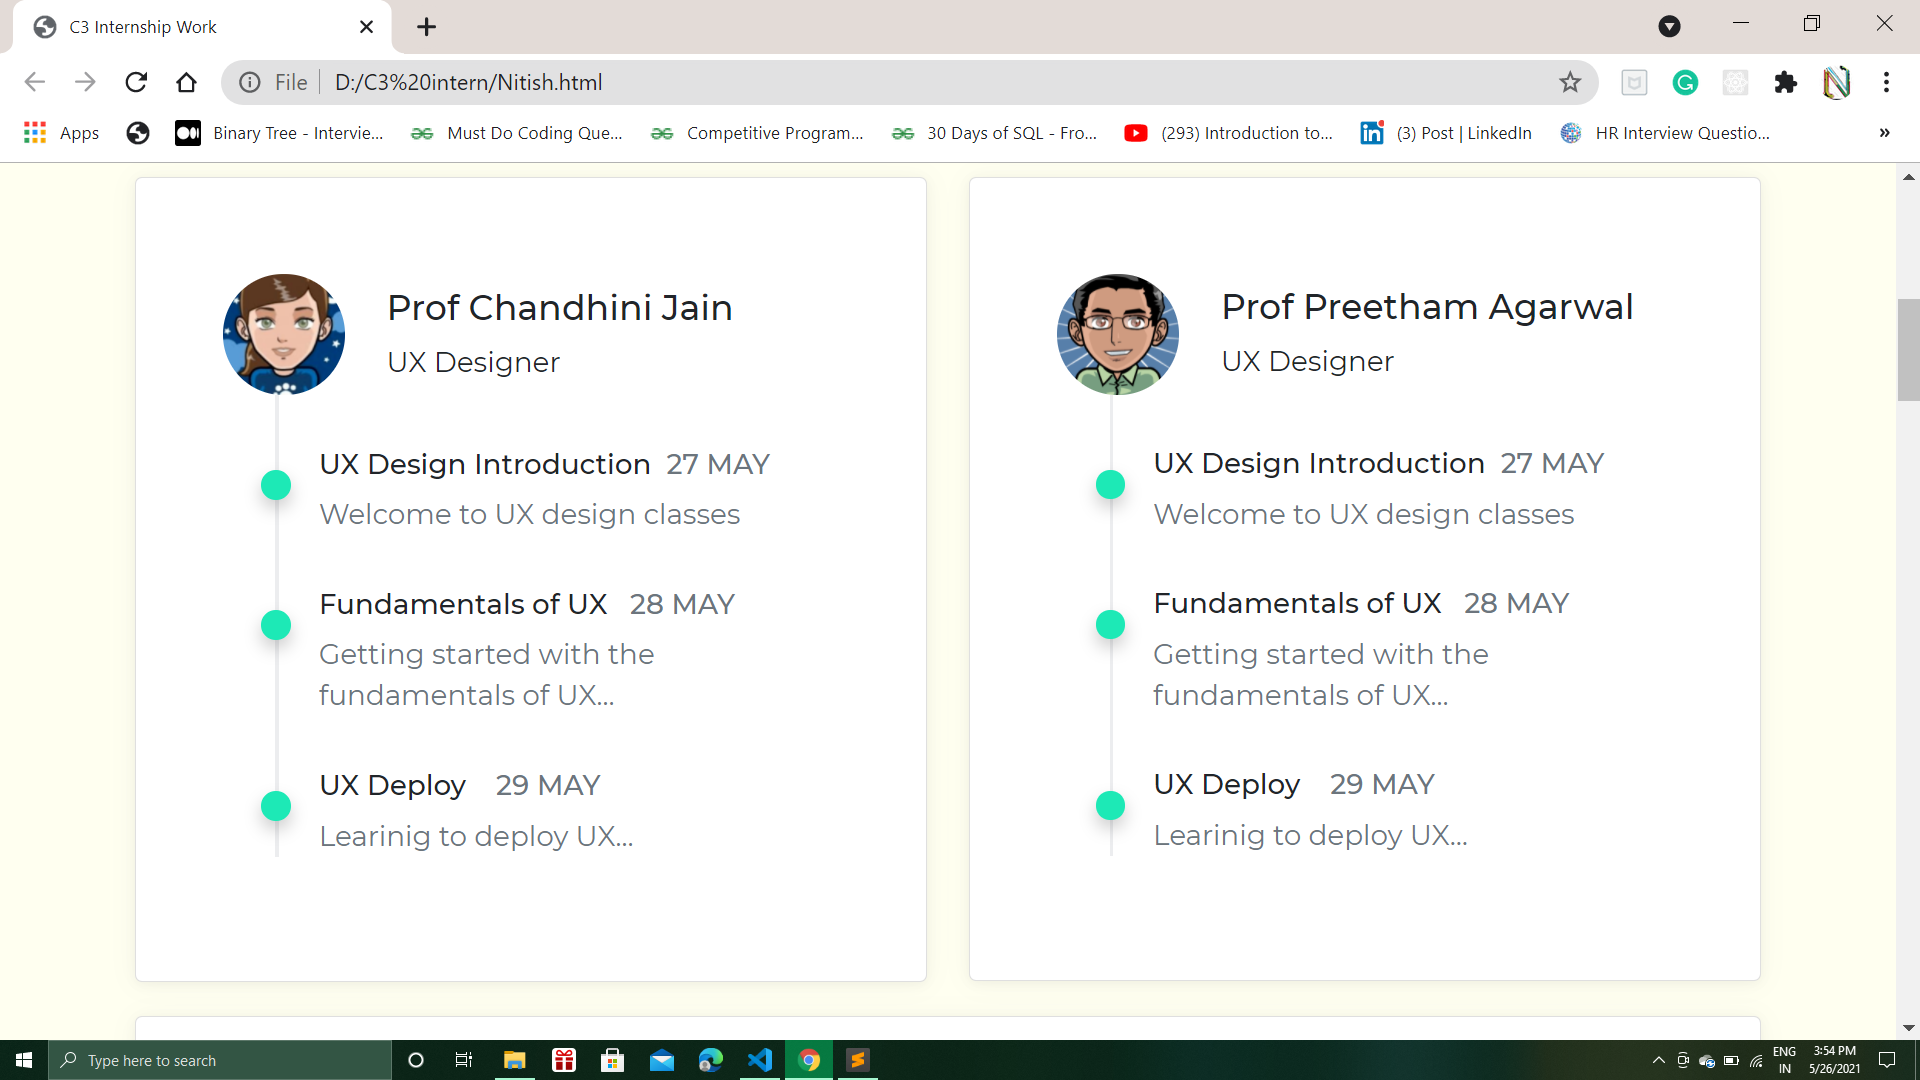 C3 Internship Work
File
D:/C3%20intern/Nitish.html
Apps
Binary Tree - Intervie...
Must Do Coding Que...
Competitive Program...
30 Days of SQL - Fro...
(293) Introduction to...
(3) Post | LinkedIn
HR Interview Questio...
»
Prof Chandhini Jain
UX Designer
UX Design Introduction 27 MAY
Welcome to UX design classes
Fundamentals of UX 28 MAY
Getting started with the
fundamentals of UX...
UX Deploy 29 MAY
Learinig to deploy UX...
Prof Preetham Agarwal
UX Designer
UX Design Introduction 27 MAY
Welcome to UX design classes
Fundamentals of UX 28 MAY
Getting started with the
fundamentals of UX...
UX Deploy 29 MAY
Learinig to deploy UX...
Type here to search
ENG
IN
3:54 PM
5/26/2021